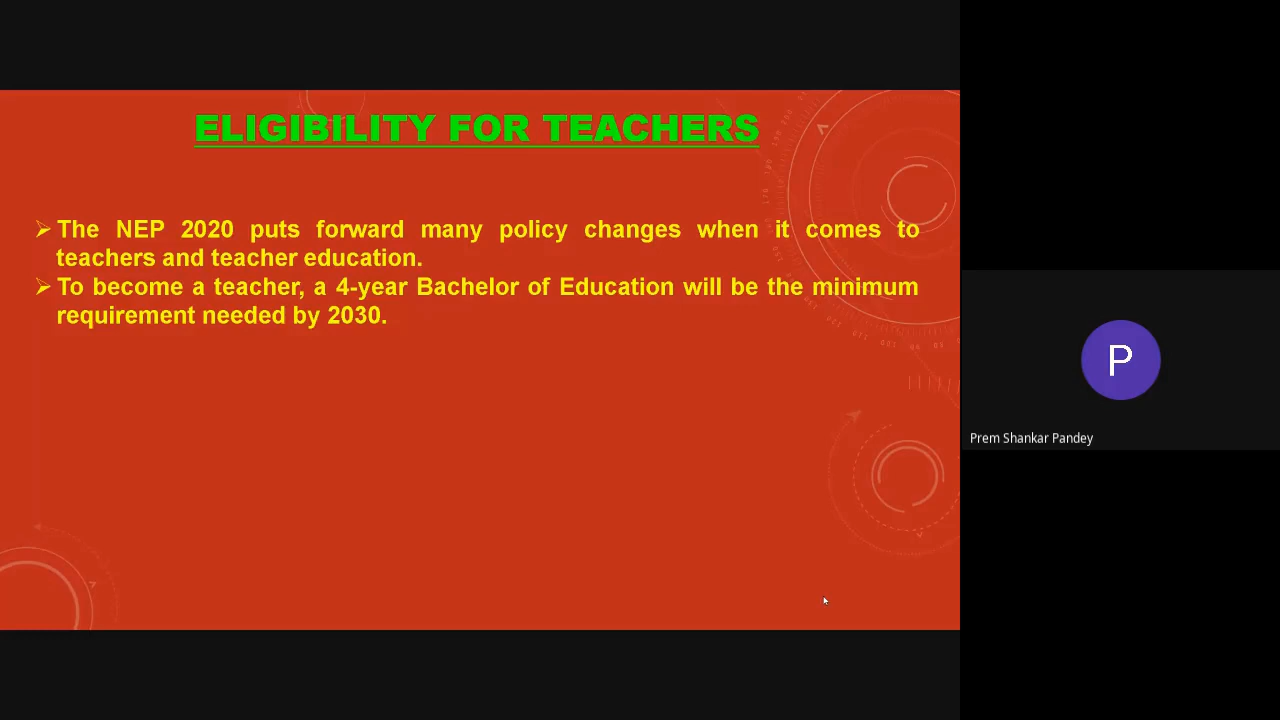 ELIGIBILITY FOR TEACHERS
➢ The NEP 2020 puts forward many policy changes when it comes to
teachers and teacher education.
➢ To become a teacher, a 4-year Bachelor of Education will be the minimum
requirement needed by 2030.
P
Prem Shankar Pandey